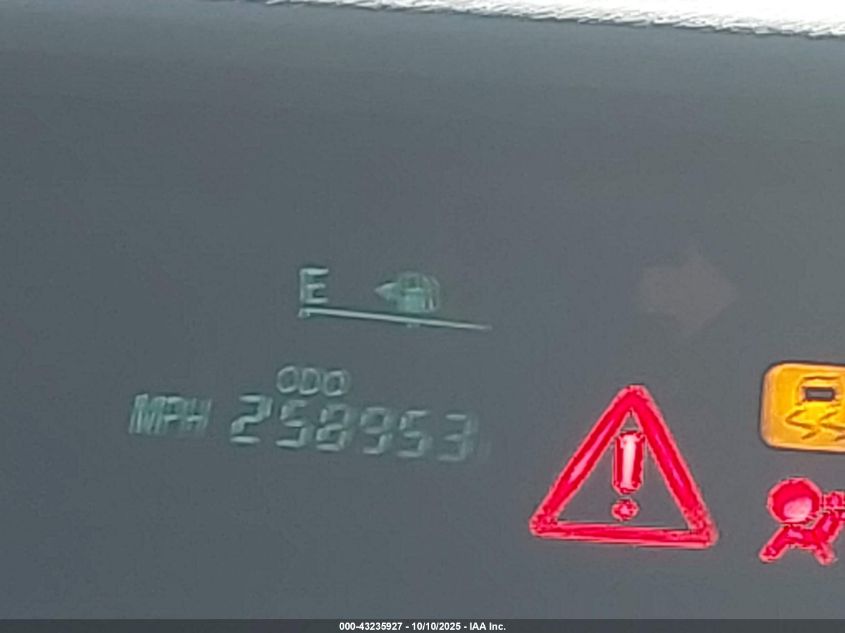 E
ODO
MPH 258953
000-43235927 - 10/10/2025 - IAA Inc.